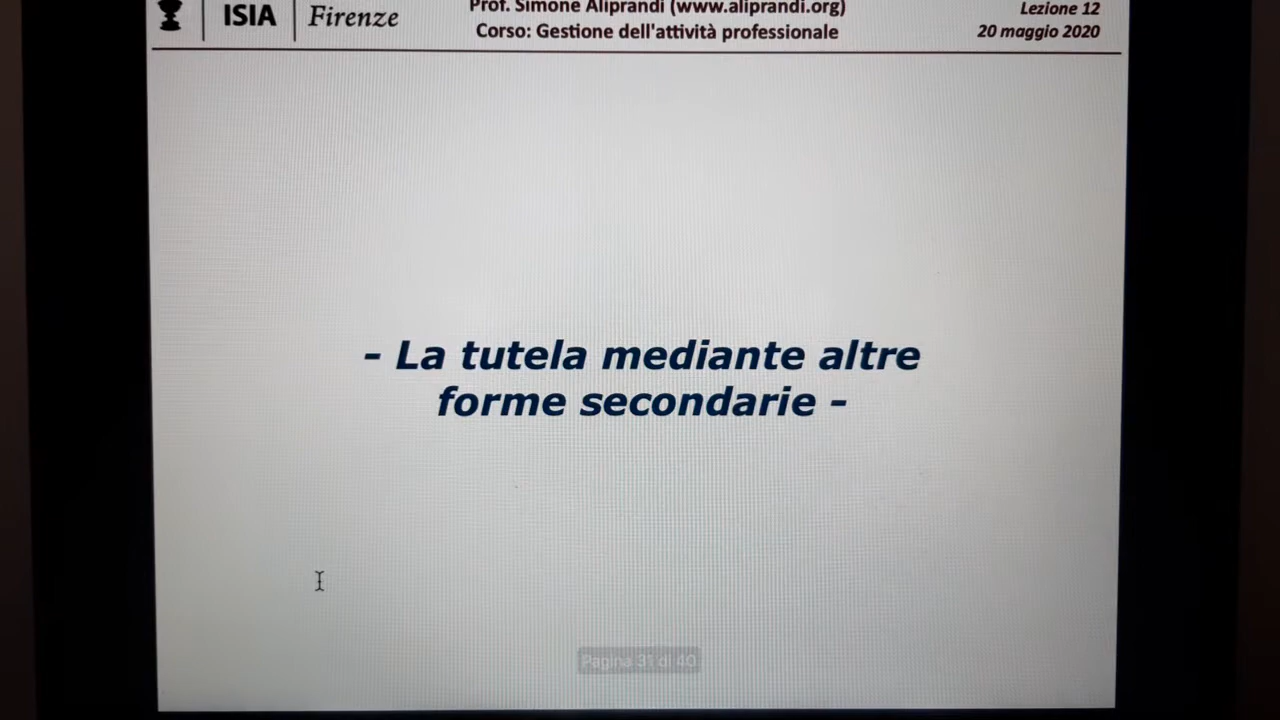 ISIA Firenze
Prof. Simone Aliprandi (www.aliprandi.org)
Corso: Gestione dell'attività professionale
Lezione 12
20 maggio 2020
- La tutela mediante altre
forme secondarie -
Pagina 31 di 40